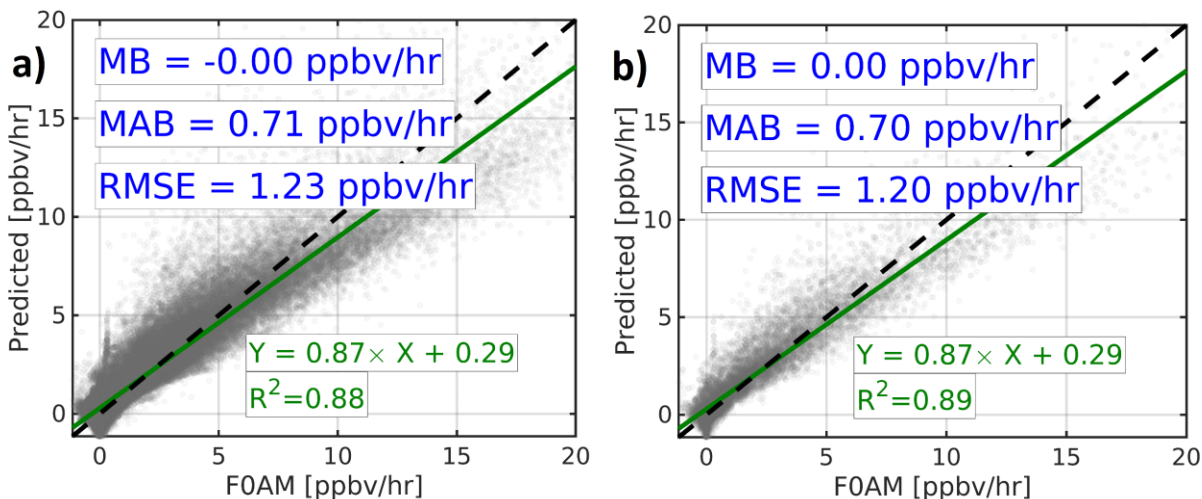 a)
MB = -0.00 ppbv/hr
MAB = 0.71 ppbv/hr
RMSE = 1.23 ppbv/hr
Y = 0.87× X + 0.29
R²=0.88
Predicted [ppbv/hr]
20
15
10
5
0
0 5 10 15 20
F0AM [ppbv/hr]
b)
MB = 0.00 ppbv/hr
MAB = 0.70 ppbv/hr
RMSE = 1.20 ppbv/hr
Y = 0.87× X + 0.29
R²=0.89
Predicted [ppbv/hr]
20
15
10
5
0
0 5 10 15 20
F0AM [ppbv/hr]